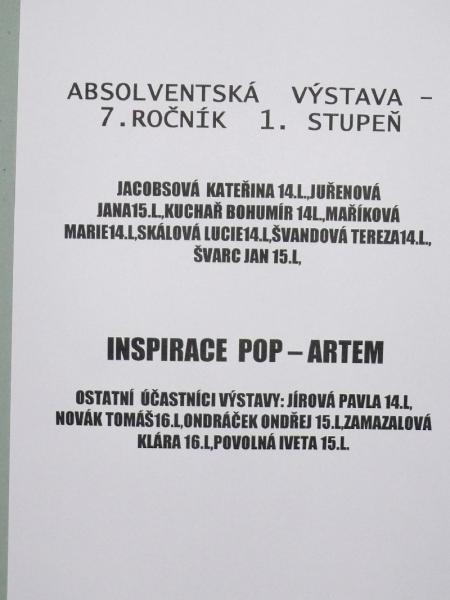 ABSOLVENTSKÁ VÝSTAVA –
7.ROČNÍK 1. STUPEŇ
JACOBSOVÁ KATEŘINA 14.L.,JUŘENOVÁ
JANA15.L.,KUCHAŘ BOHUMÍR 14L.,MAŘÍKOVÁ
MARIE14.L,SKÁLOVÁ LUCIE14.L,ŠVANDOVÁ TEREZA14.L.,
ŠVARC JAN 15.L,
INSPIRACE POP – ARTEM
OSTATNÍ ÚČASTNÍCI VÝSTAVY: JÍROVÁ PAVLA 14.L,
NOVÁK TOMÁŠ16.L,ONDRÁČEK ONDŘEJ 15.L,ZAMAZALOVÁ
KLÁRA 16.L,POVOLNÁ IVETA 15.L.